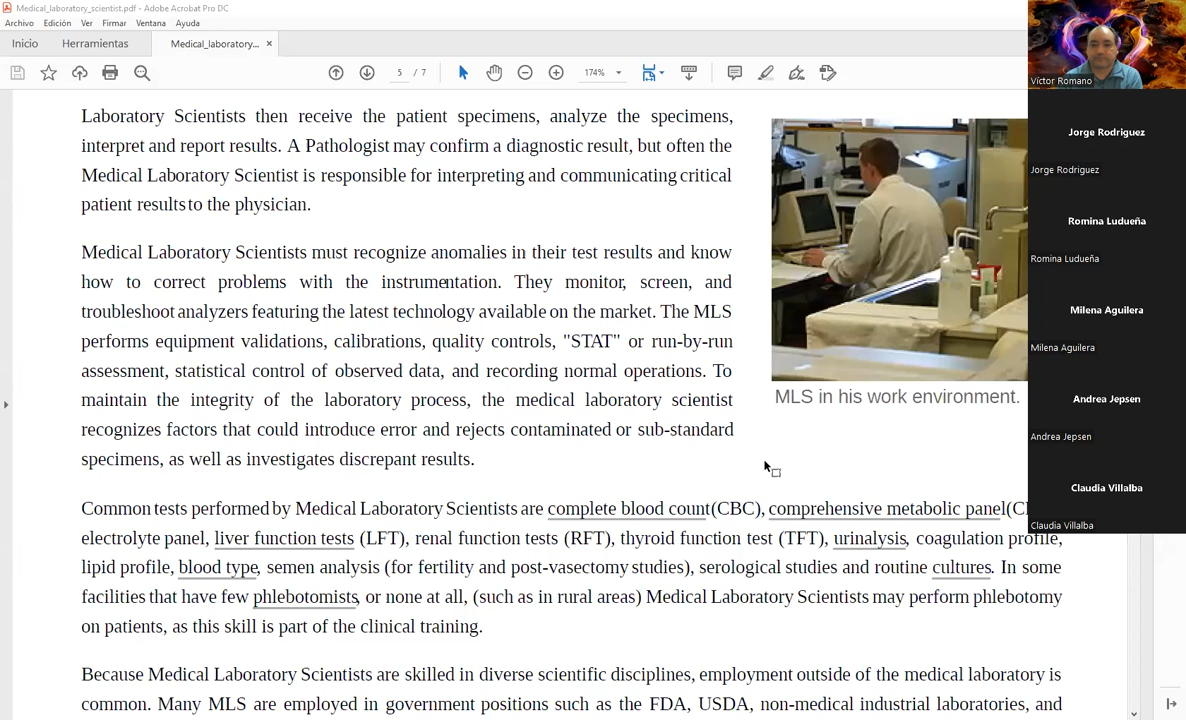 Medical_laboratory_scientist.pdf - Adobe Acrobat Pro DC
Archivo Edición Ver Firmar Ventana Ayuda
Inicio Herramientas Medical_laboratory... ×
5 / 7 174%
Laboratory Scientists then receive the patient specimens, analyze the specimens,
interpret and report results. A Pathologist may confirm a diagnostic result, but often the
Medical Laboratory Scientist is responsible for interpreting and communicating critical
patient results to the physician.
Medical Laboratory Scientists must recognize anomalies in their test results and know
how to correct problems with the instrumentation. They monitor, screen, and
troubleshoot analyzers featuring the latest technology available on the market. The MLS
performs equipment validations, calibrations, quality controls, "STAT" or run-by-run
assessment, statistical control of observed data, and recording normal operations. To
maintain the integrity of the laboratory process, the medical laboratory scientist
recognizes factors that could introduce error and rejects contaminated or sub-standard
specimens, as well as investigates discrepant results.
MLS in his work environment.
Common tests performed by Medical Laboratory Scientists are complete blood count (CBC), comprehensive metabolic panel
electrolyte panel, liver function tests (LFT), renal function tests (RFT), thyroid function test (TFT), urinalysis, coagulation profile,
lipid profile, blood type, semen analysis (for fertility and post-vasectomy studies), serological studies and routine cultures. In some
facilities that have few phlebotomists, or none at all, (such as in rural areas) Medical Laboratory Scientists may perform phlebotomy
on patients, as this skill is part of the clinical training.
Because Medical Laboratory Scientists are skilled in diverse scientific disciplines, employment outside of the medical laboratory is
common. Many MLS are employed in government positions such as the FDA, USDA, non-medical industrial laboratories, and
Víctor Romano
Jorge Rodriguez
Jorge Rodriguez
Romina Ludueña
Romina Ludueña
Milena Aguilera
Milena Aguilera
Andrea Jepsen
Andrea Jepsen
Claudia Villalba
Claudia Villalba